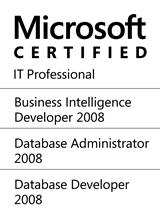 Microsoft
CERTIFIED
IT Professional
Business Intelligence
Developer 2008
Database Administrator
2008
Database Developer
2008